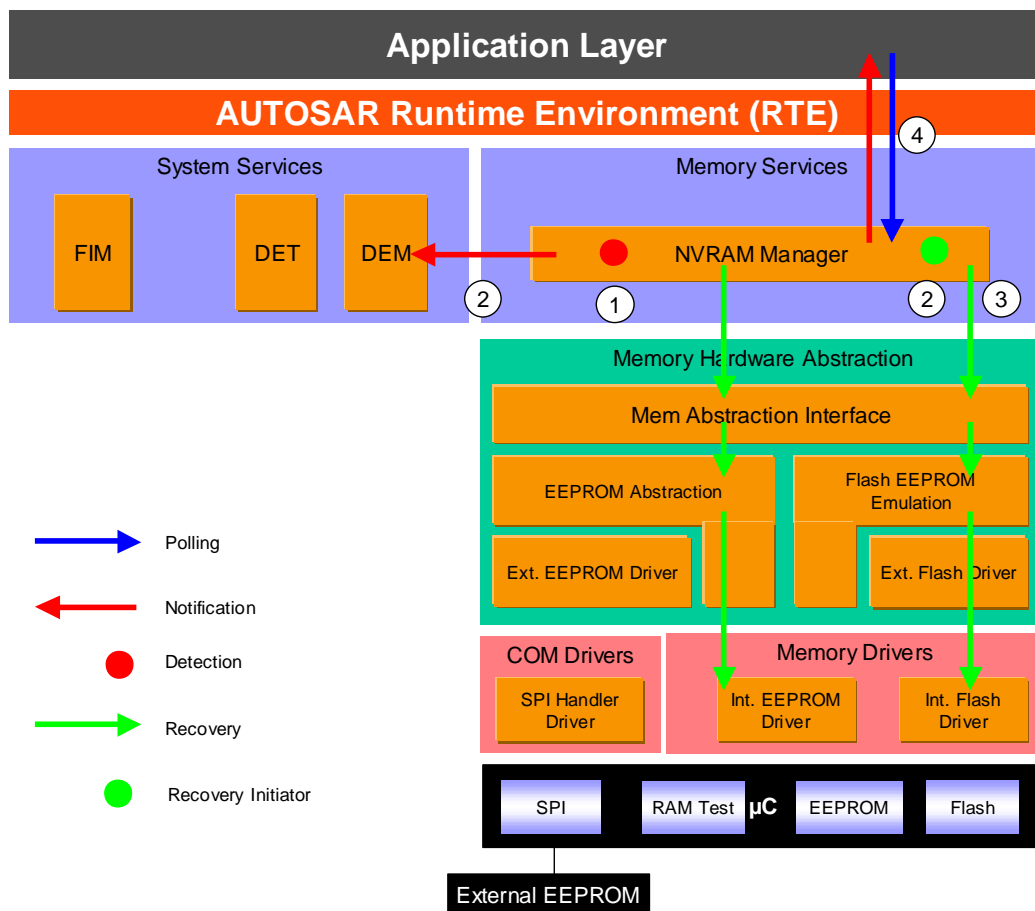 Application Layer
AUTOSAR Runtime Environment (RTE)
4
System Services
Memory Services
FIM
DET
DEM
NVRAM Manager
2
1
2
3
Memory Hardware Abstraction
Mem Abstraction Interface
EEPROM Abstraction
Flash EEPROM
Emulation
Ext. EEPROM Driver
Ext. Flash Driver
Polling
Notification
Detection
Recovery
Recovery Initiator
COM Drivers
Memory Drivers
SPI Handler
Driver
Int. EEPROM
Driver
Int. Flash
Driver
SPI
RAM Test
µC
EEPROM
Flash
External EEPROM